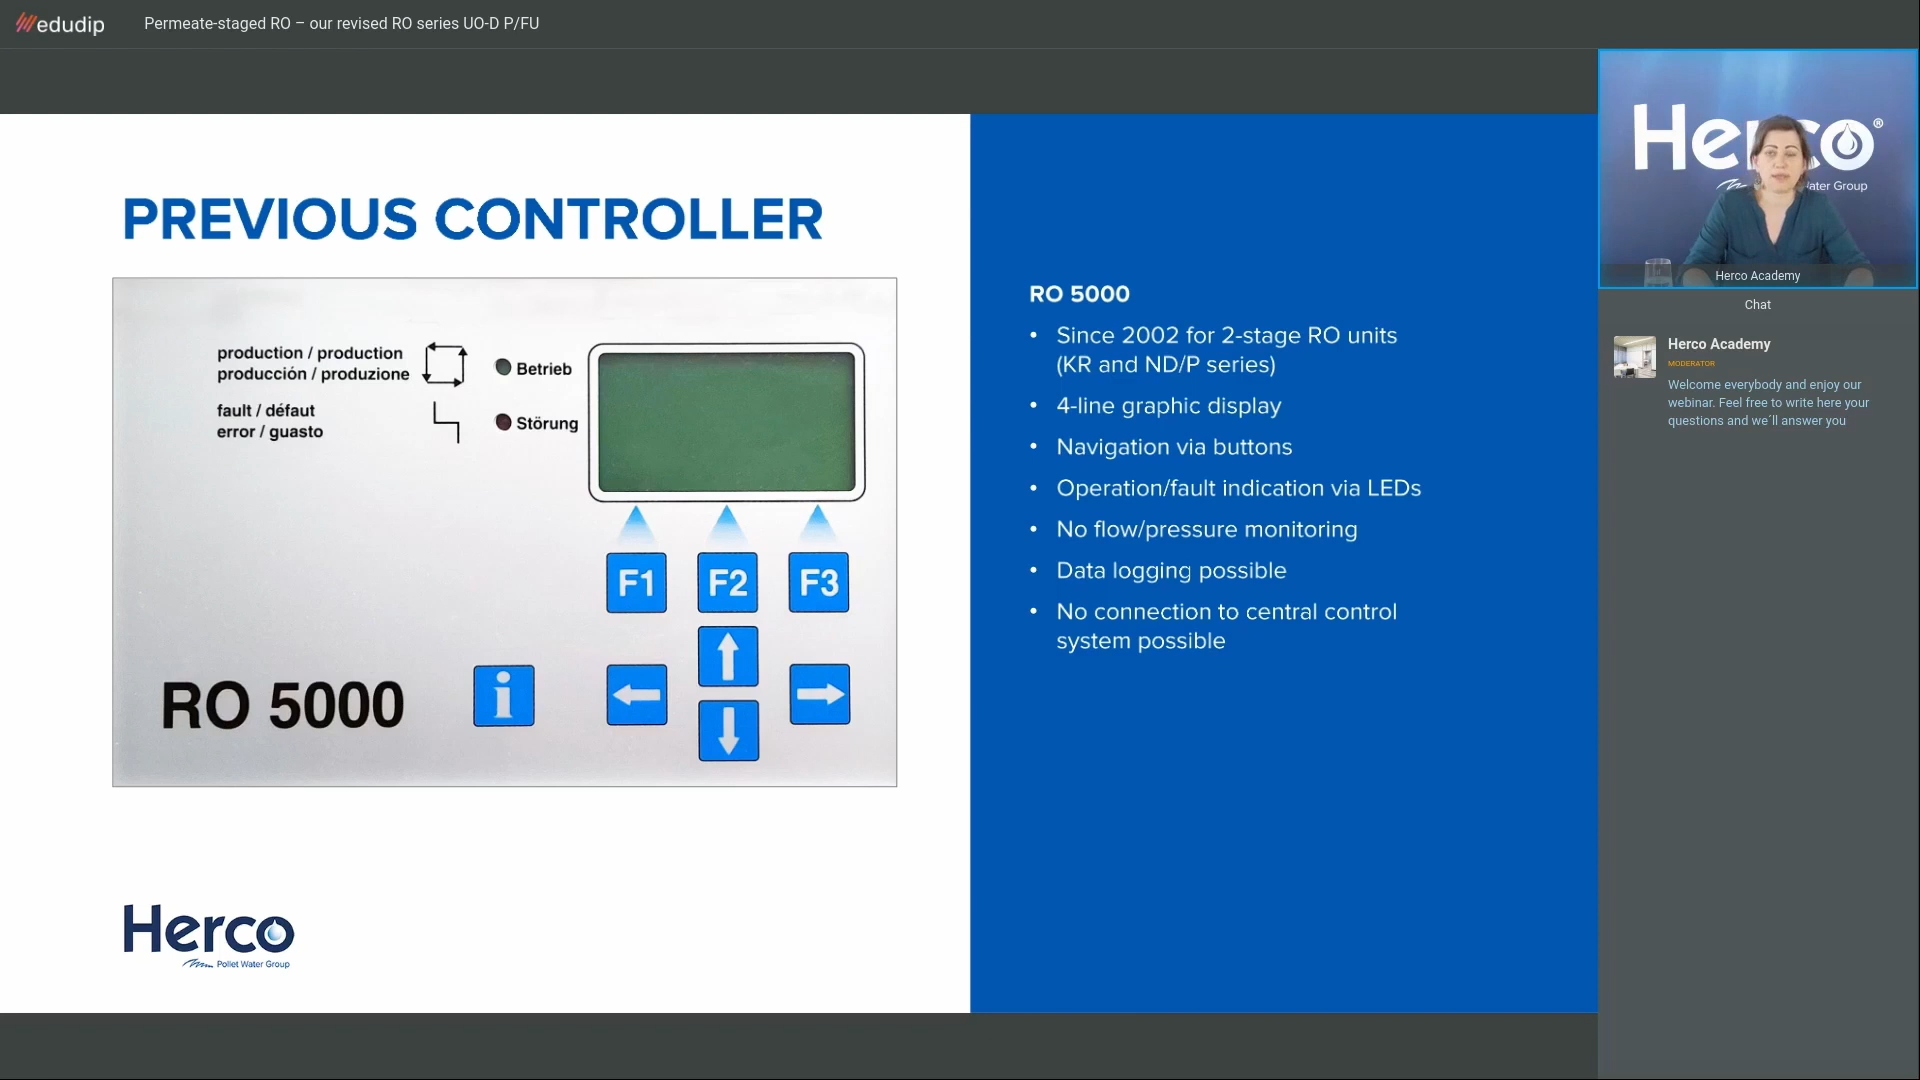 edudip
Permeate-staged RO – our revised RO series UO-D P/FU
PREVIOUS CONTROLLER
production / production
producción / produzione
fault / défaut
error / guasto
Betrieb
Störung
F1 F2 F3
RO 5000
i
Herco
Pollet Water Group
RO 5000
• Since 2002 for 2-stage RO units
(KR and ND/P series)
• 4-line graphic display
• Navigation via buttons
• Operation/fault indication via LEDs
• No flow/pressure monitoring
• Data logging possible
• No connection to central control
system possible
Water Group
Herco Academy
Chat
Herco Academy
MODERATOR
Welcome everybody and enjoy our
webinar. Feel free to write here your
questions and we´ll answer you